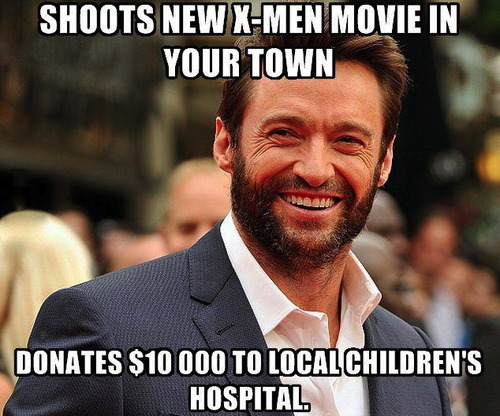 SHOOTS NEW X-MEN MOVIE IN
YOUR TOWN
DONATES $10 000 TO LOCAL CHILDREN'S
HOSPITAL.